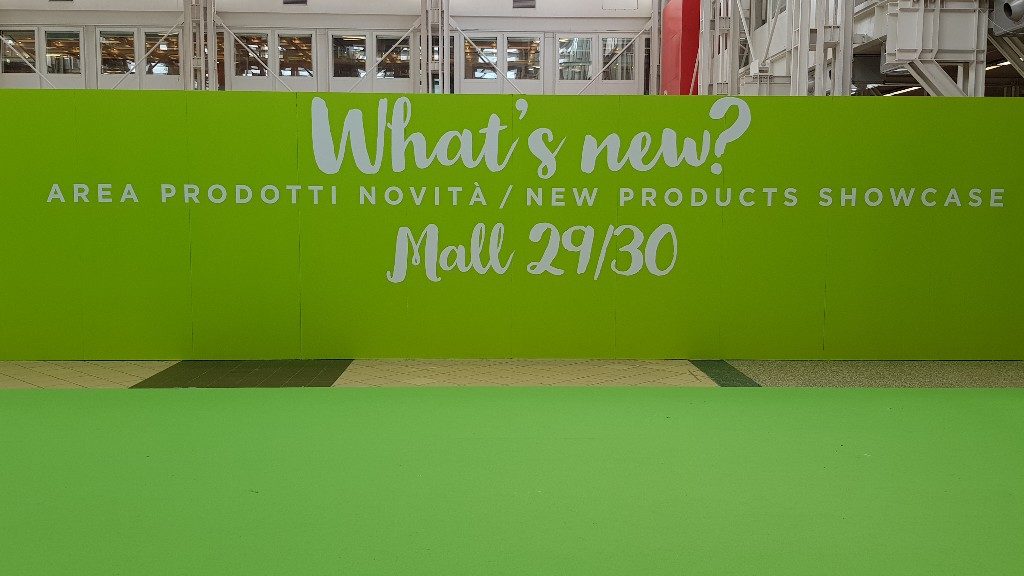 What's new?
AREA PRODOTTI NOVITÀ / NEW PRODUCTS SHOWCASE
Mall 29/30